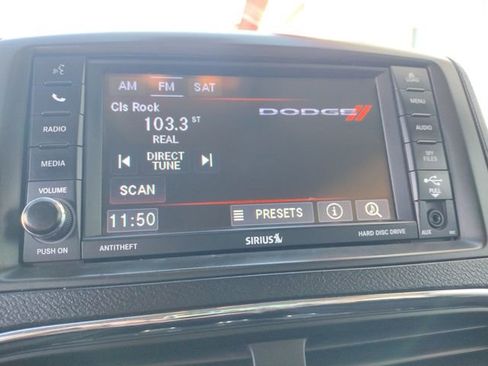 AM FM SAT
Cls Rock
103.3 ST
REAL
DIRECT
TUNE
SCAN
11:50
PRESETS
DODGE
RADIO
MEDIA
VOLUME
PUSH ON
MENU
AUDIO
MY
FILES
PULL
AUX
ANTITHEFT
SIRIUS
HARD DISC DRIVE